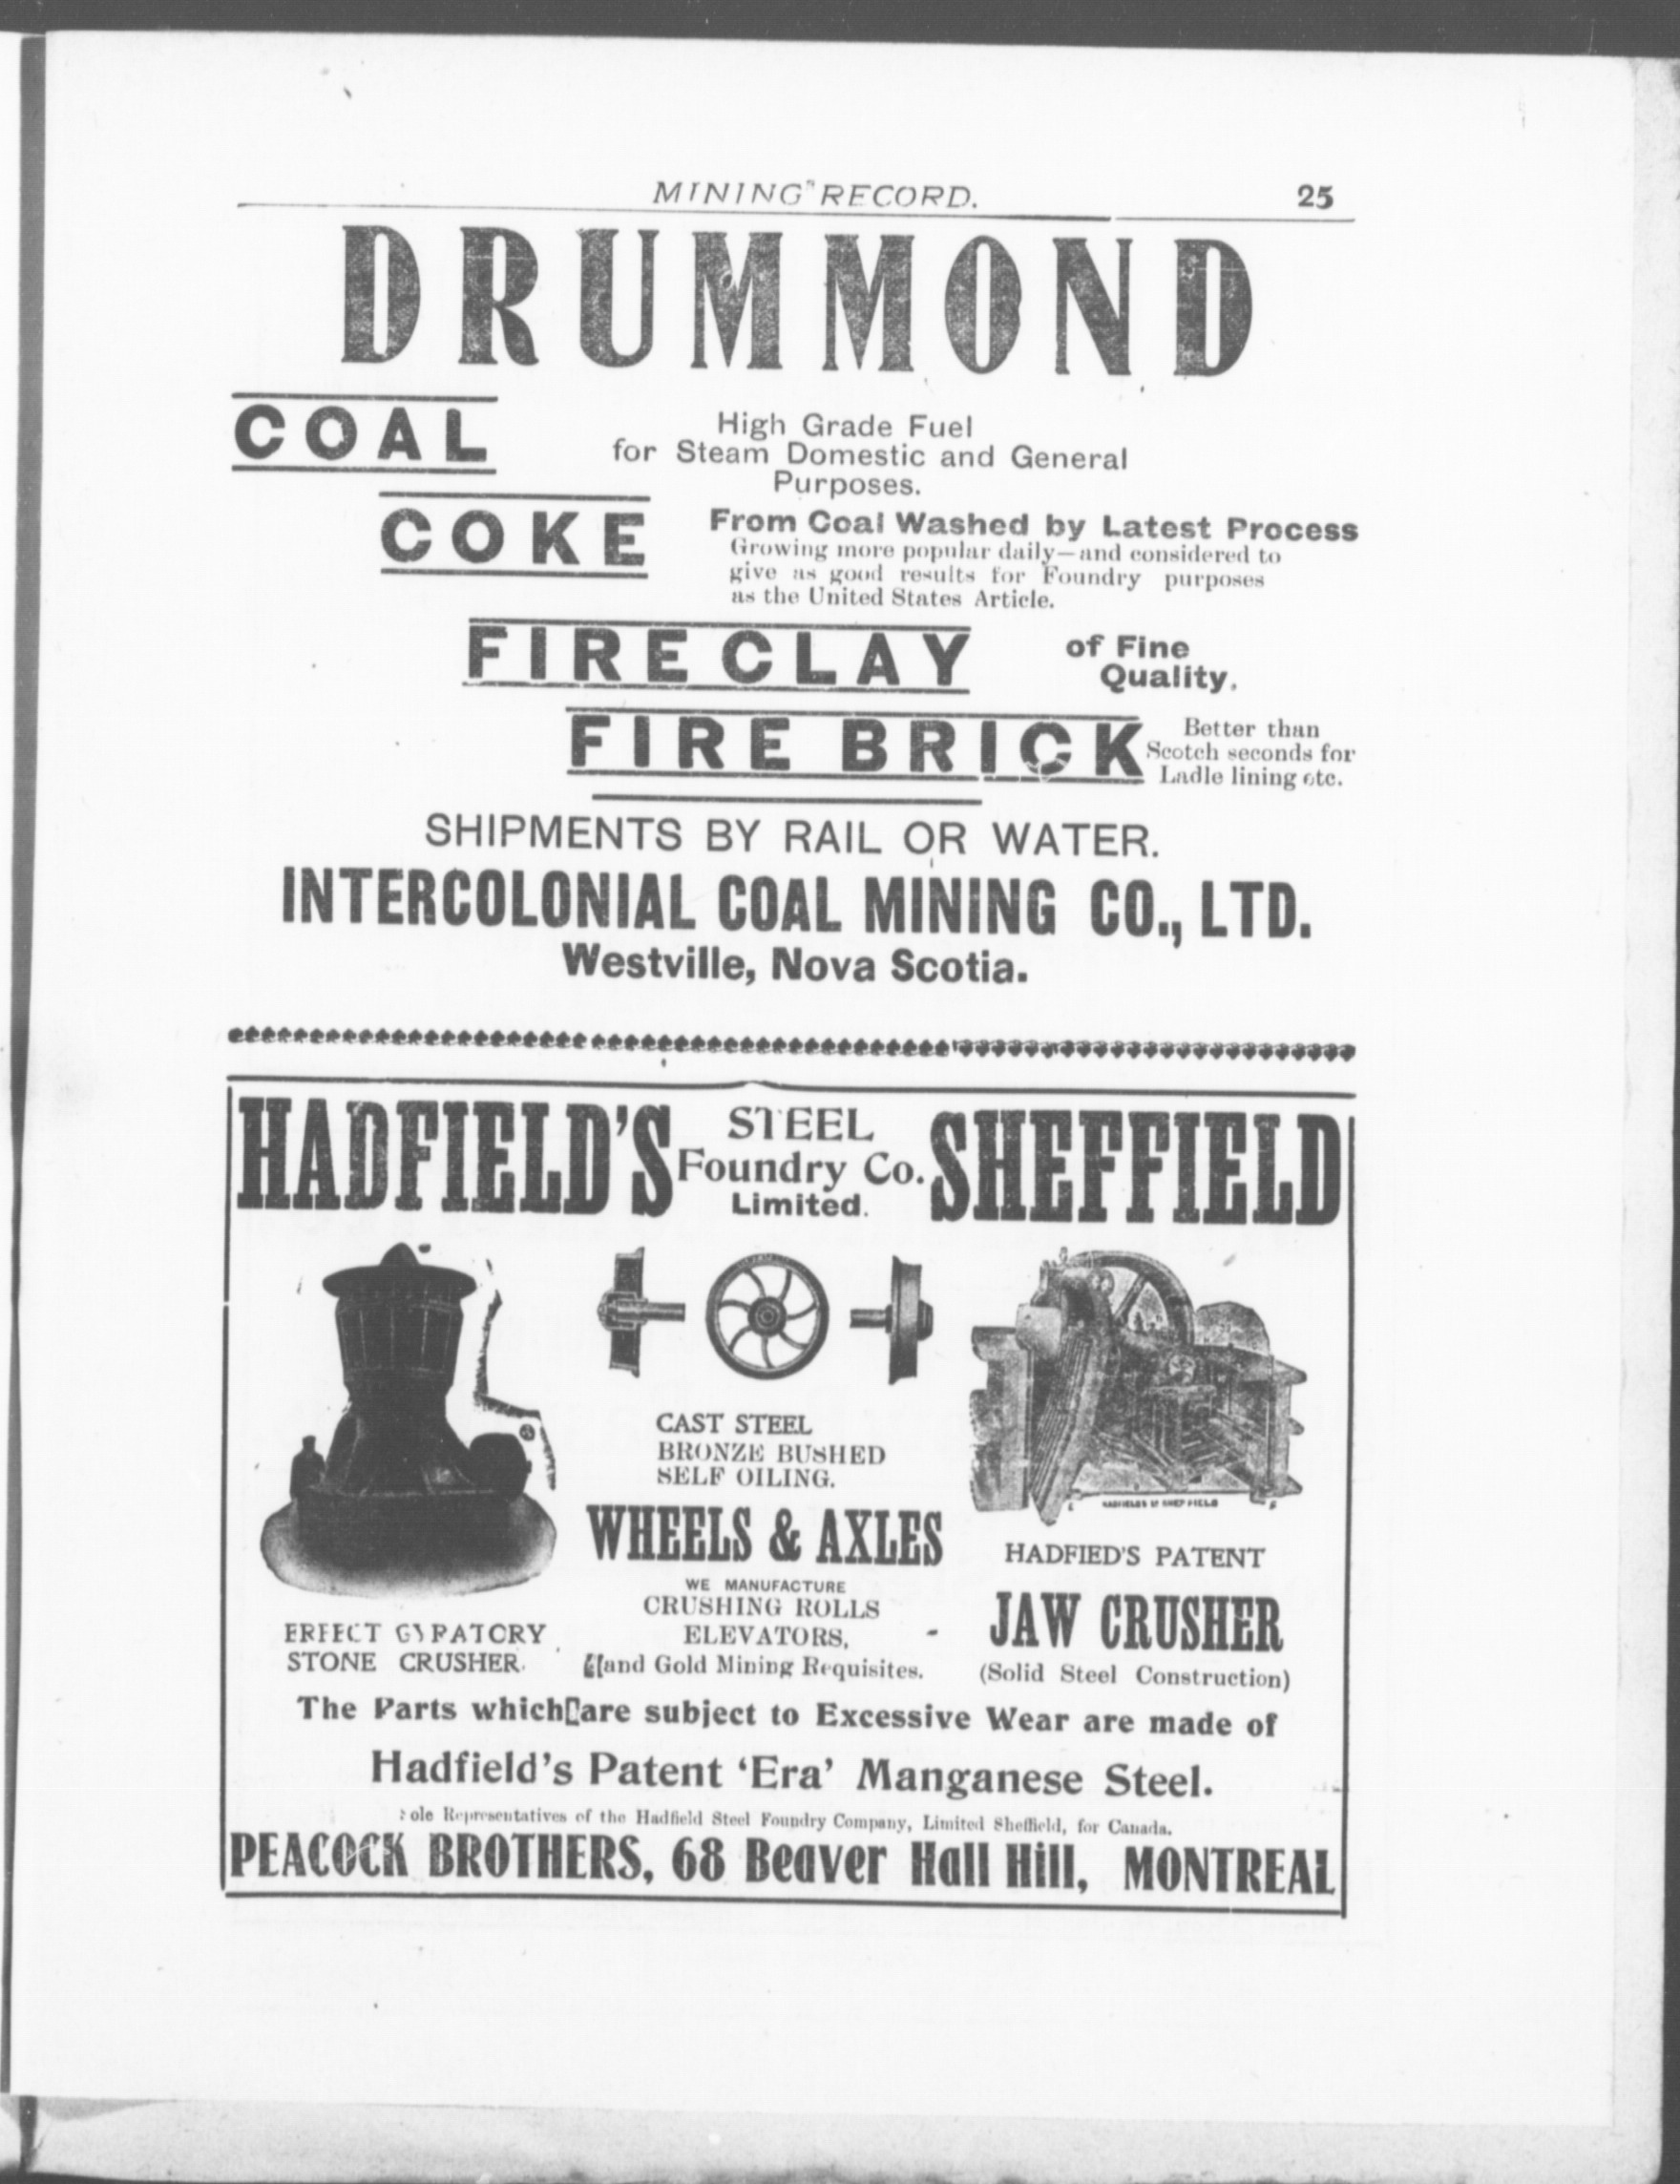 MINING RECORD. 25
DRUMMOND
COAL
High Grade Fuel
for Steam Domestic and General
Purposes.
COKE
From Coal Washed by Latest Process
Growing more popular daily—and considered to
give as good results for Foundry purposes
as the United States Article.
FIRE CLAY
of Fine
Quality.
FIRE BRICK
Better than
Scotch seconds for
Ladle lining etc.
SHIPMENTS BY RAIL OR WATER.
INTERCOLONIAL COAL MINING CO., LTD.
Westville, Nova Scotia.
HADFIELD'S
STEEL
Foundry Co.
Limited.
SHEFFIELD
CAST STEEL
BRONZE BUSHED
SELF OILING.
WHEELS & AXLES
WE MANUFACTURE
CRUSHING ROLLS
ELEVATORS,
and Gold Mining Requisites.
ERFECT GYRATORY
STONE CRUSHER.
HADFIELDS SHEFFIELD
HADFIED'S PATENT
JAW CRUSHER
(Solid Steel Construction)
The Parts which are subject to Excessive Wear are made of
Hadfield's Patent 'Era' Manganese Steel.
ole Representatives of the Hadfield Steel Foundry Company, Limited Sheffield, for Canada.
PEACOCK BROTHERS, 68 Beaver Hall Hill, MONTREAL